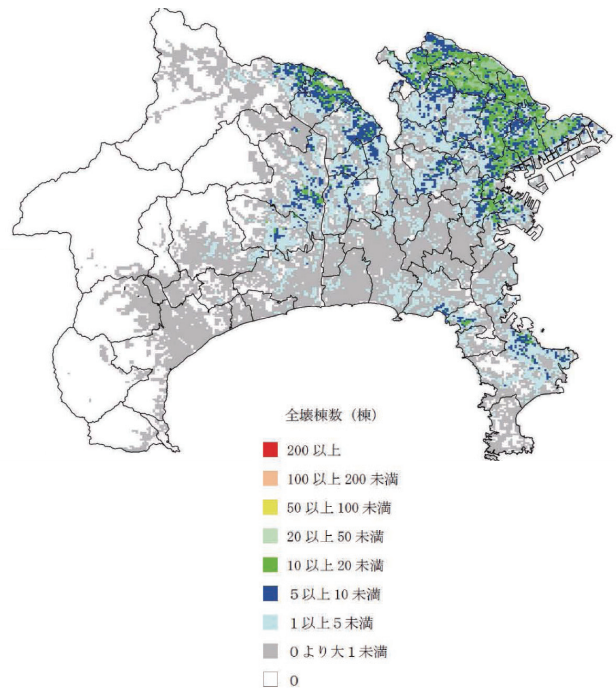 全壊棟数（棟）
200 以上
100 以上 200 未満
50 以上 100 未満
20 以上 50 未満
10 以上 20 未満
5 以上 10 未満
1 以上 5 未満
0 より大 1 未満
0